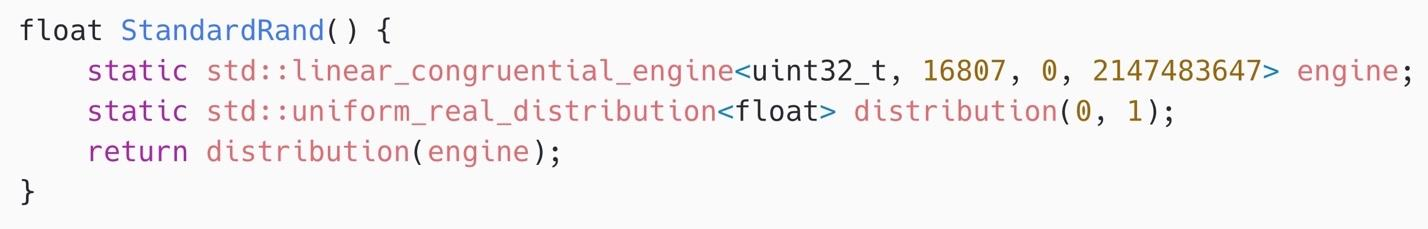 float StandardRand() {
    static std::linear_congruential_engine<uint32_t, 16807, 0, 2147483647> engine;
    static std::uniform_real_distribution<float> distribution(0, 1);
    return distribution(engine);
}